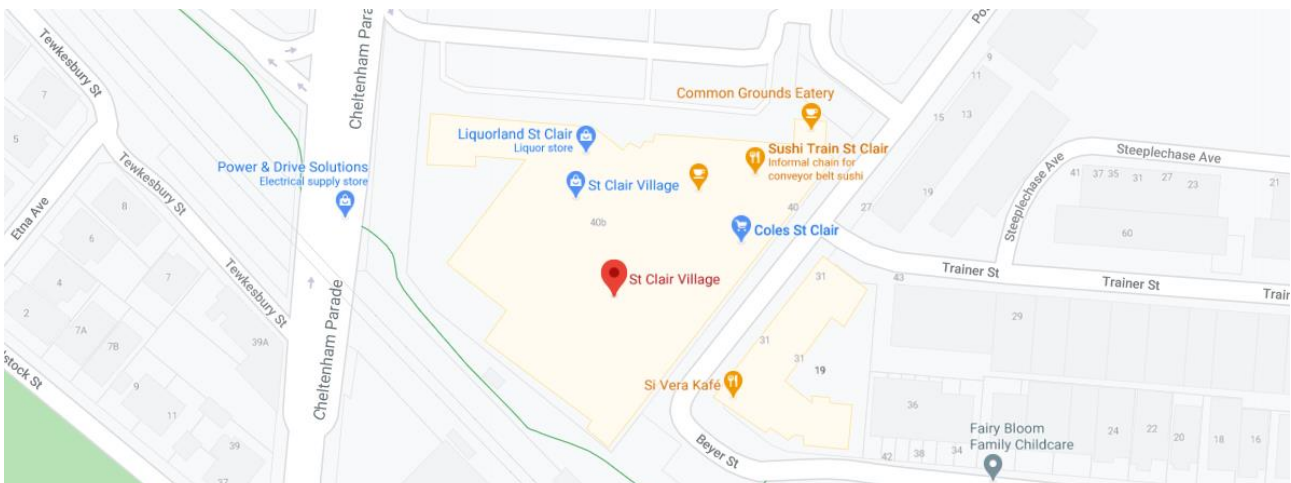 Tewkesbury St
7
5
Etna Ave
Tewkesbury St
8
6
4
2
7A
7B
7
Tewkesbury St
39A
9
11
39
37
Cheltenham Para
Cheltenham Parade
Power & Drive Solutions
Electrical supply store
Liquorland St Clair
Liquor store
St Clair Village
40b
St Clair Village
Common Grounds Eatery
Sushi Train St Clair
Informal chain for
conveyor belt sushi
40
Coles St Clair
27
31
31
31
19
Si Vera Kafé
Beyer St
9
11
13
15
19
Steeplechase Ave
Steeplechase Ave
41
37
35
31
27
23
21
60
Trainer St
Trainer St
43
29
36
42
38
34
24
22
20
18
16
Fairy Bloom
Family Childcare